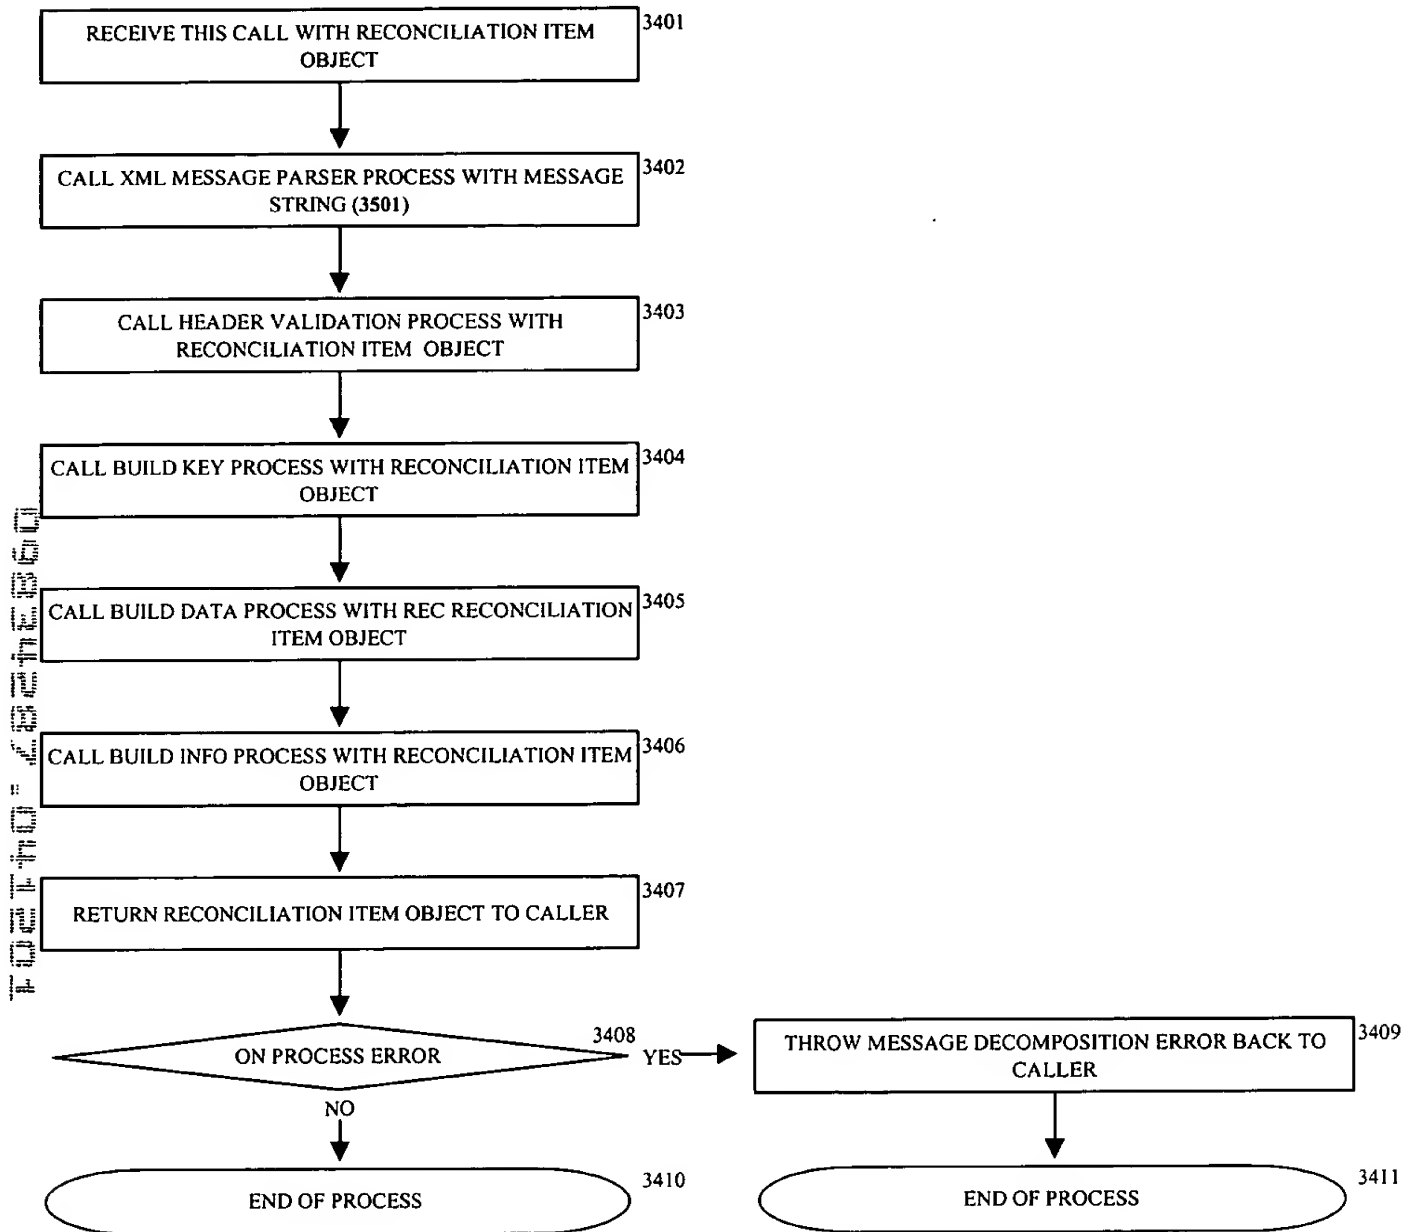 RECEIVE THIS CALL WITH RECONCILIATION ITEM
OBJECT
3401
CALL XML MESSAGE PARSER PROCESS WITH MESSAGE
STRING (3501)
3402
CALL HEADER VALIDATION PROCESS WITH
RECONCILIATION ITEM OBJECT
3403
CALL BUILD KEY PROCESS WITH RECONCILIATION ITEM
OBJECT
3404
CALL BUILD DATA PROCESS WITH REC RECONCILIATION
ITEM OBJECT
3405
CALL BUILD INFO PROCESS WITH RECONCILIATION ITEM
OBJECT
3406
RETURN RECONCILIATION ITEM OBJECT TO CALLER
3407
ON PROCESS ERROR
3408
YES
THROW MESSAGE DECOMPOSITION ERROR BACK TO
CALLER
3409
NO
END OF PROCESS
3410
END OF PROCESS
3411